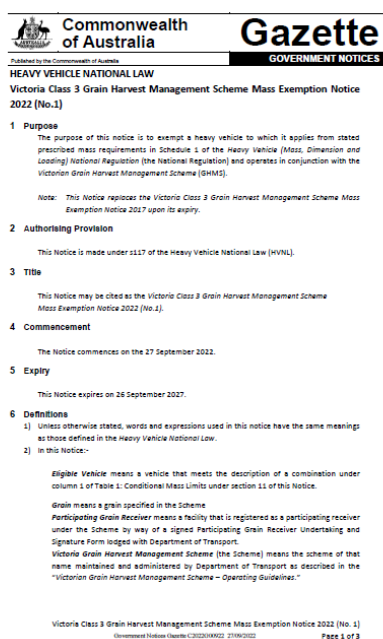 Commonwealth
of Australia
Gazette
Published by the Commonwealth of Australia
GOVERNMENT NOTICES
HEAVY VEHICLE NATIONAL LAW
Victoria Class 3 Grain Harvest Management Scheme Mass Exemption Notice
2022 (No.1)
1 Purpose
The purpose of this notice is to exempt a heavy vehicle to which it applies from stated
prescribed mass requirements in Schedule 1 of the Heavy Vehicle (Mass, Dimension and
Loading) National Regulation (the National Regulation) and operates in conjunction with the
Victorian Grain Harvest Management Scheme (GHMS).
Note: This Notice replaces the Victoria Class 3 Grain Harvest Management Scheme Mass
Exemption Notice 2017 upon its expiry.
2 Authorising Provision
This Notice is made under s117 of the Heavy Vehicle National Law (HVNL).
3 Title
This Notice may be cited as the Victoria Class 3 Grain Harvest Management Scheme
Mass Exemption Notice 2022 (No.1).
4 Commencement
The Notice commences on the 27 September 2022.
5 Expiry
This Notice expires on 26 September 2027.
6 Definitions
1) Unless otherwise stated, words and expressions used in this notice have the same meanings
as those defined in the Heavy Vehicle National Law.
2) In this Notice:-
Eligible Vehicle means a vehicle that meets the description of a combination under
column 1 of Table 1: Conditional Mass Limits under section 11 of this Notice.
Grain means a grain specified in the Scheme
Participating Grain Receiver means a facility that is registered as a participating receiver
under the Scheme by way of a signed Participating Grain Receiver Undertaking and
Signature Form lodged with Department of Transport.
Victoria Grain Harvest Management Scheme (the Scheme) means the scheme of that
name maintained and administered by Department of Transport as described in the
"Victorian Grain Harvest Management Scheme – Operating Guidelines."
Victoria Class 3 Grain Harvest Management Scheme Mass Exemption Notice 2022 (No. 1)
Government Notices Gazette C2022G00922 27/09/2022
Page 1 of 3